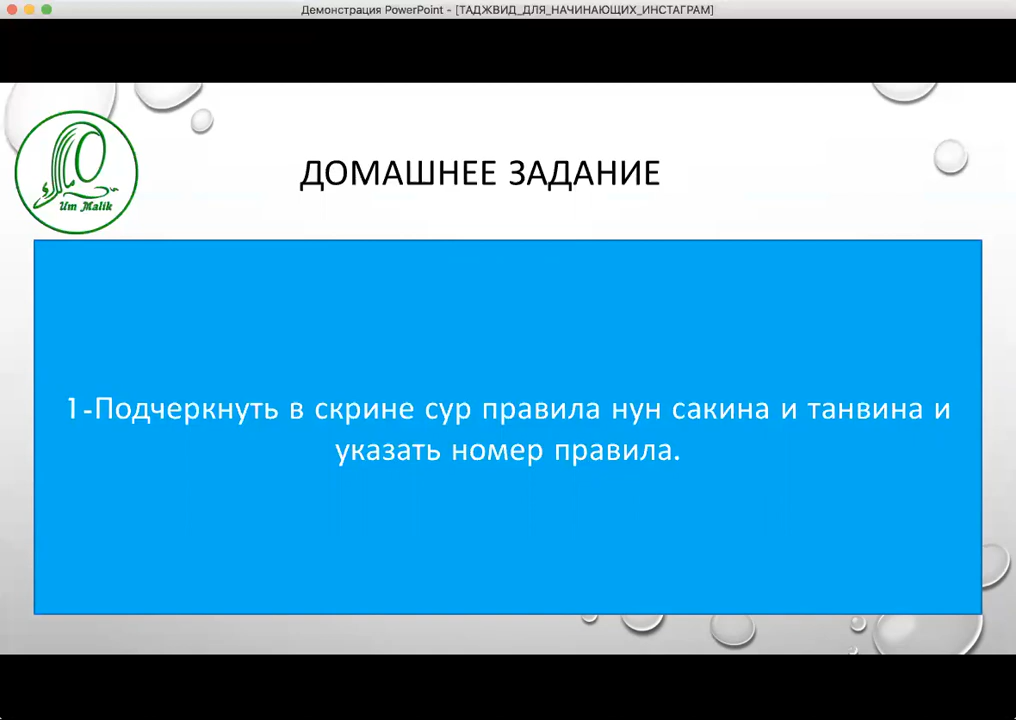 Демонстрация PowerPoint - [ТАДЖВИД_ДЛЯ_НАЧИНАЮЩИХ_ИНСТАГРАМ]
Um Malik
ДОМАШНЕЕ ЗАДАНИЕ
1-Подчеркнуть в скрине сур правила нун сакина и танвина и
указать номер правила.